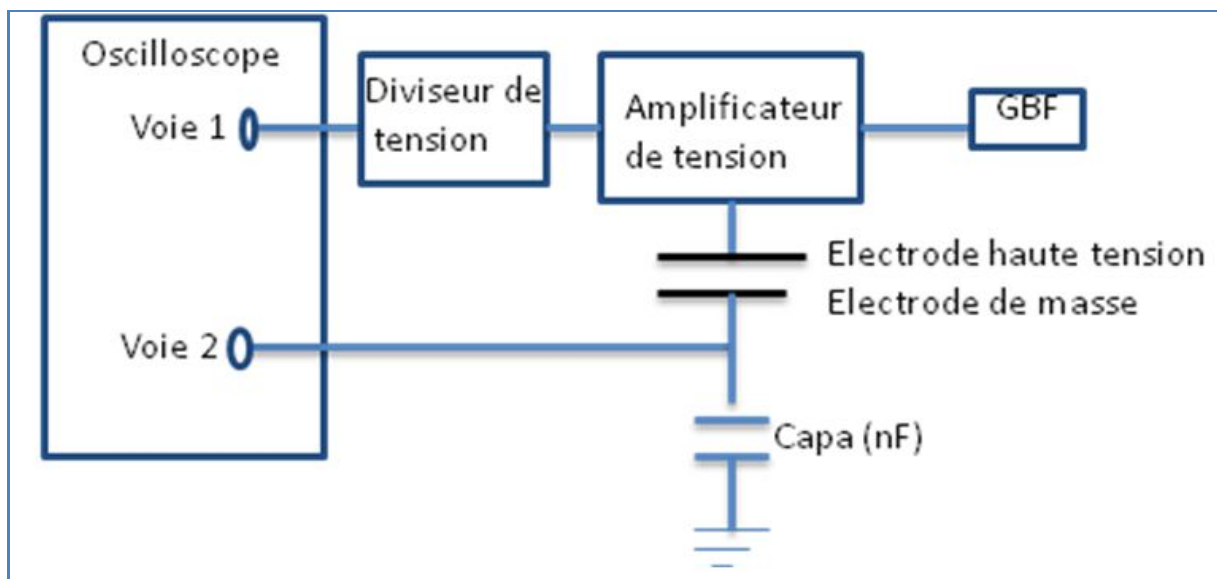 Oscilloscope
Voie 1
Diviseur de
tension
Amplificateur
de tension
GBF
Electrode haute tension
Electrode de masse
Voie 2
Capa (nF)